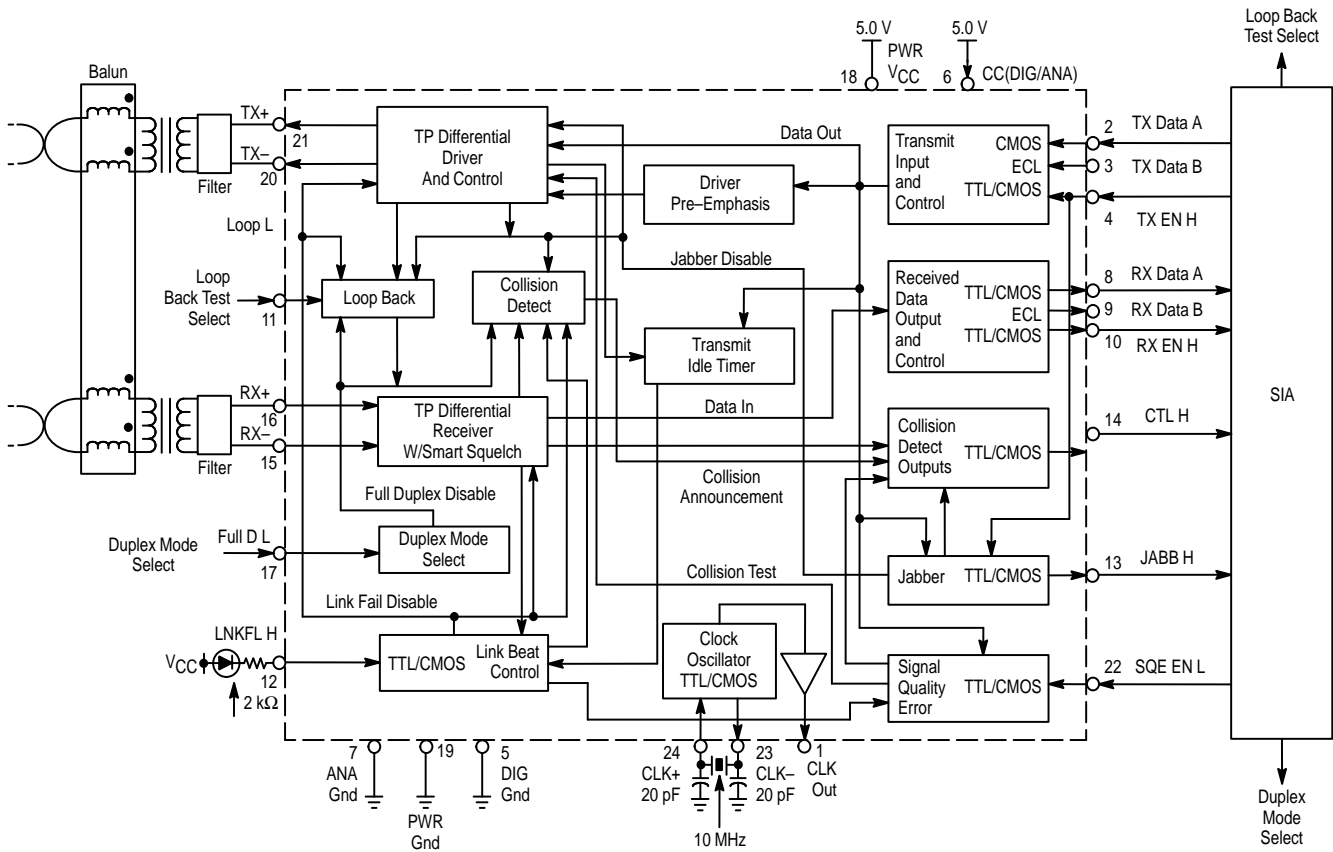 Loop Back
Test Select
5.0 V
5.0 V
PWR
VCC
18
6
CC(DIG/ANA)
Balun
TX+
21
TX–
20
Filter
TP Differential
Driver
And Control
Data Out
Driver
Pre–Emphasis
Transmit
Input
and
Control
CMOS
ECL
TTL/CMOS
2
TX Data A
3
TX Data B
4
TX EN H
Loop L
Jabber Disable
Loop
Back Test
Select
11
Loop Back
Collision
Detect
Transmit
Idle Timer
Received
Data
Output
and
Control
TTL/CMOS
ECL
TTL/CMOS
8
RX Data A
9
RX Data B
10
RX EN H
SIA
RX+
16
RX–
15
Filter
TP Differential
Receiver
W/Smart Squelch
Data In
Collision
Detect
Outputs
TTL/CMOS
14
CTL H
Collision
Announcement
Full Duplex Disable
Duplex Mode
Select
Full D L
17
Duplex Mode
Select
Collision Test
Jabber
TTL/CMOS
13
JABB H
Link Fail Disable
LNKFL H
VCC
12
2 kΩ
TTL/CMOS
Link Beat
Control
Clock
Oscillator
TTL/CMOS
Signal
Quality
Error
TTL/CMOS
22
SQE EN L
7
ANA
Gnd
19
PWR
Gnd
5
DIG
Gnd
24
CLK+
20 pF
23
CLK–
20 pF
1
CLK
Out
10 MHz
Duplex
Mode
Select